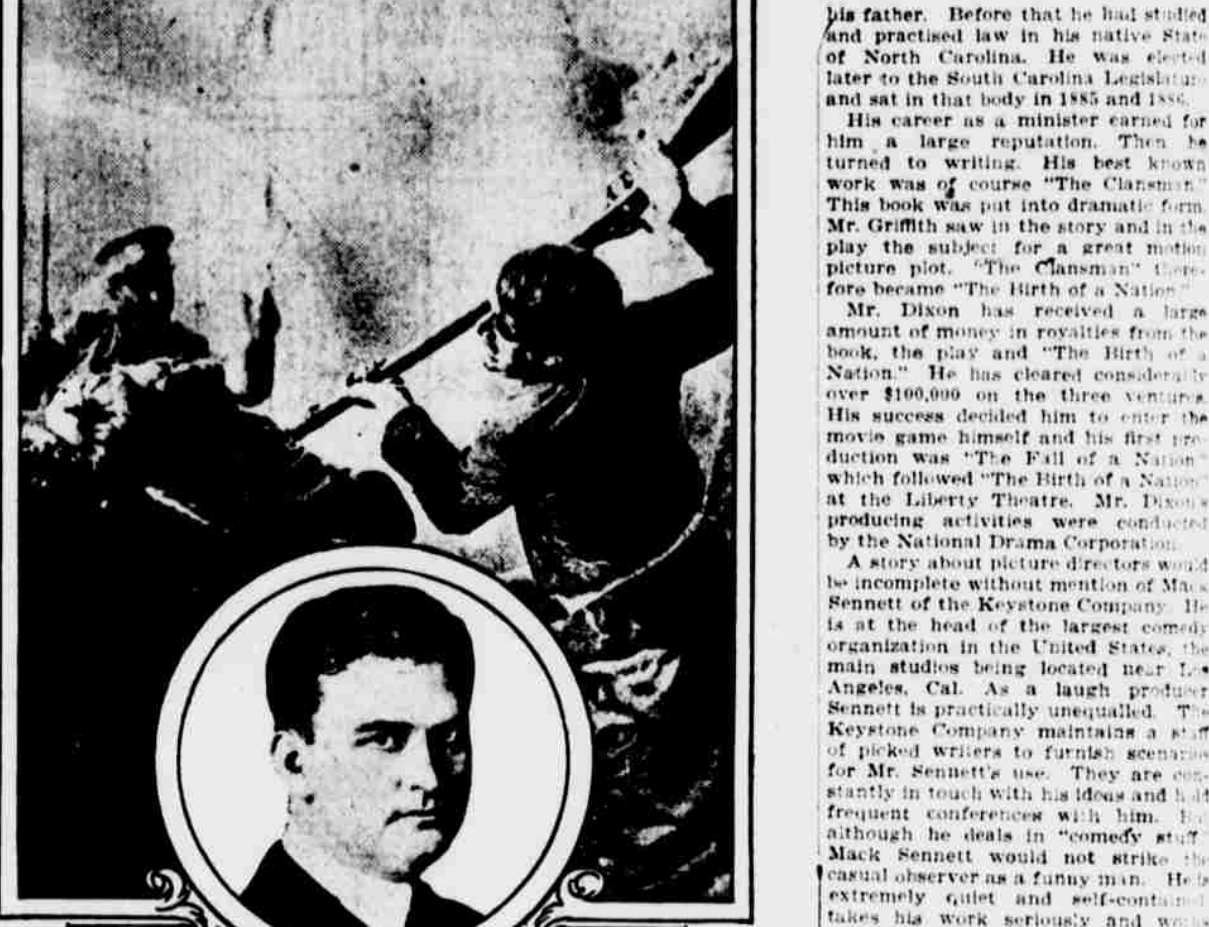 his father. Before that he had studied
and practised law in his native State
of North Carolina. He was elected
later to the South Carolina Legislature
and sat in that body in 1885 and 1886.
His career as a minister earned for
him a large reputation. Then he
turned to writing. His best known
work was of course "The Clansman"
This book was put into dramatic form.
Mr. Griffith saw in the story and in the
play the subject for a great motion
picture plot. "The Clansman" there-
fore became "The Birth of a Nation"
Mr. Dixon has received a large
amount of money in royalties from the
book, the play and "The Birth of a
Nation." He has cleared considerably
over $100,000 on the three ventures.
His success decided him to enter the
movie game himself and his first pro-
duction was "The Fall of a Nation"
which followed "The Birth of a Nation"
at the Liberty Theatre. Mr. Dixon's
producing activities were conducted
by the National Drama Corporation.
A story about picture directors would
be incomplete without mention of Mack
Sennett of the Keystone Company. He
is at the head of the largest comedy
organization in the United States, the
main studios being located near Los
Angeles, Cal. As a laugh producer
Sennett is practically unequalled. The
Keystone Company maintains a staff
of picked writers to furnish scenarios
for Mr. Sennett's use. They are con-
stantly in touch with his ideas and hold
frequent conferences with him.
although he deals in "comedy stuff"
Mack Sennett would not strike the
casual observer as a funny man. He is
extremely quiet and self-contained
takes his work seriously and works